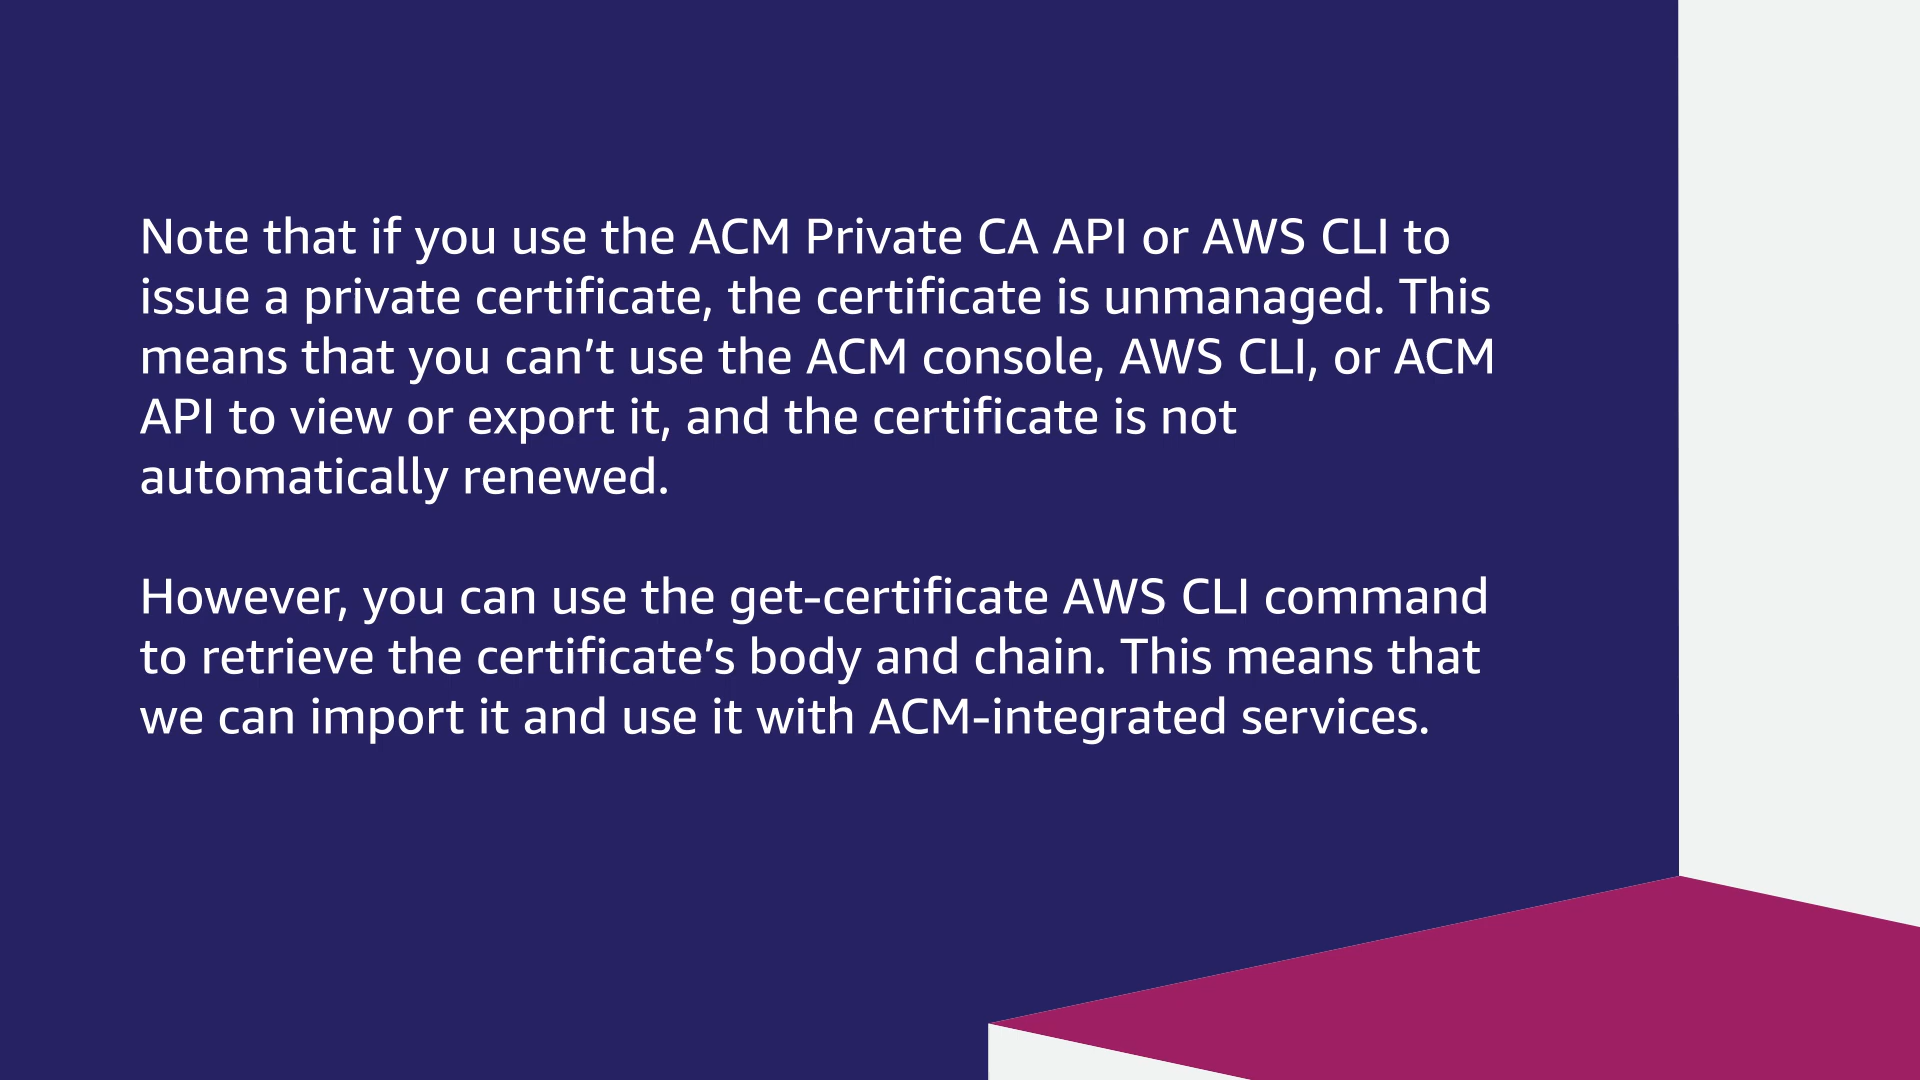 Note that if you use the ACM Private CA API or AWS CLI to
issue a private certificate, the certificate is unmanaged. This
means that you can’t use the ACM console, AWS CLI, or ACM
API to view or export it, and the certificate is not
automatically renewed.
However, you can use the get-certificate AWS CLI command
to retrieve the certificate’s body and chain. This means that
we can import it and use it with ACM-integrated services.